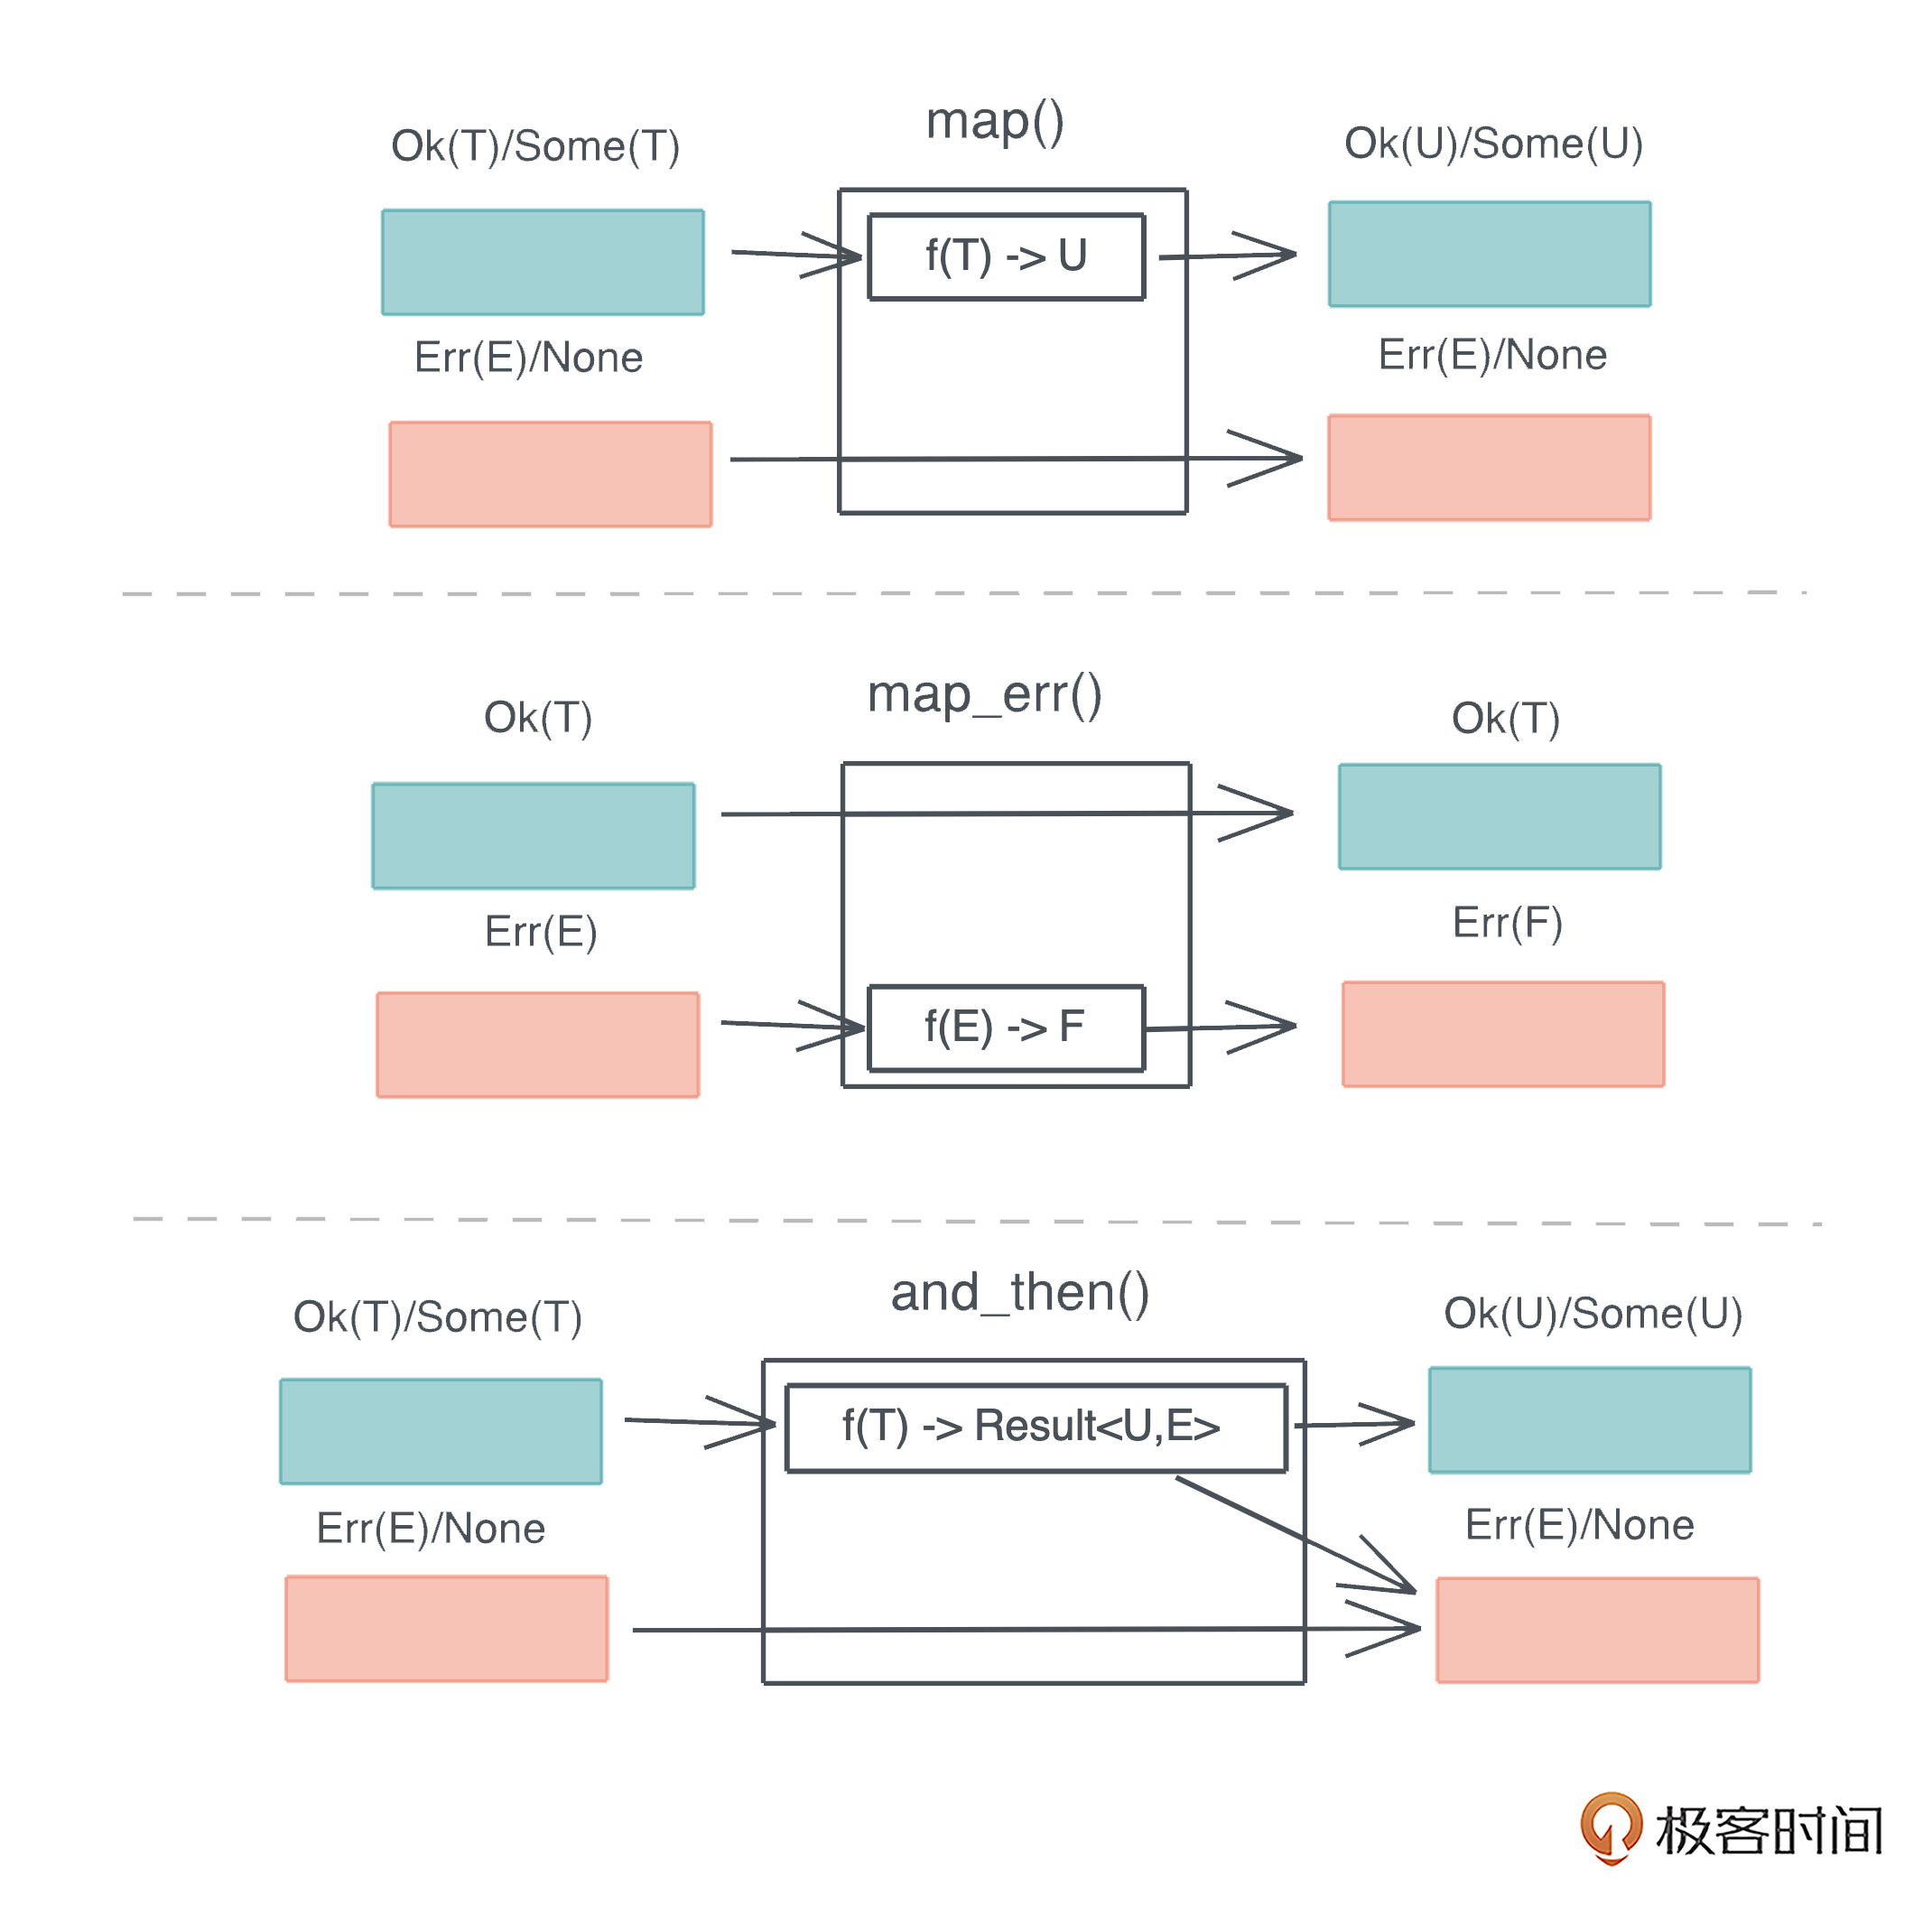 map()
Ok(T)/Some(T)
Ok(U)/Some(U)
f(T) -> U
Err(E)/None
Err(E)/None
map_err()
Ok(T)
Ok(T)
Err(E)
Err(F)
f(E) -> F
and_then()
Ok(T)/Some(T)
Ok(U)/Some(U)
f(T) -> Result<U,E>
Err(E)/None
Err(E)/None
极客时间